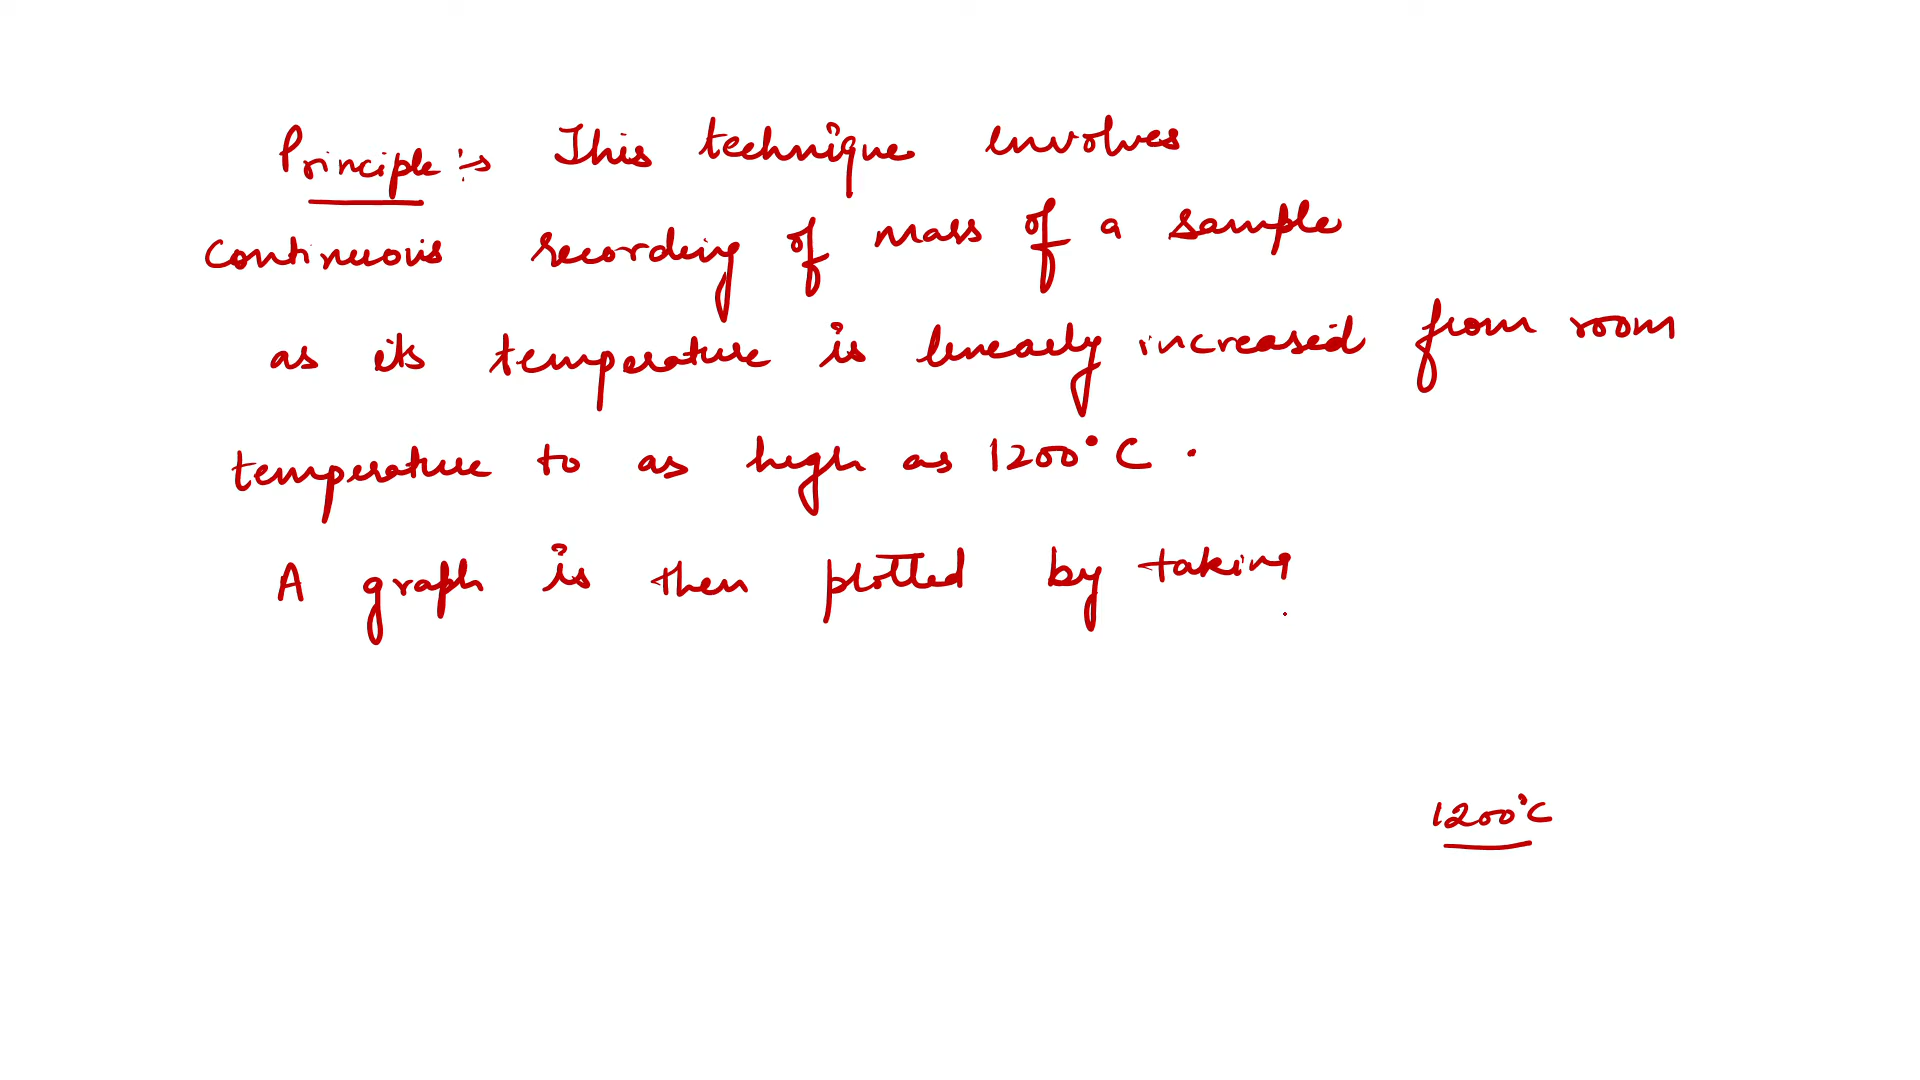 Principle :→ This technique involves
continuous recording of mass of a sample
as its temperature is linearly increased from room
temperature to as high as 1200°C.
A graph is then plotted by taking
1200°C